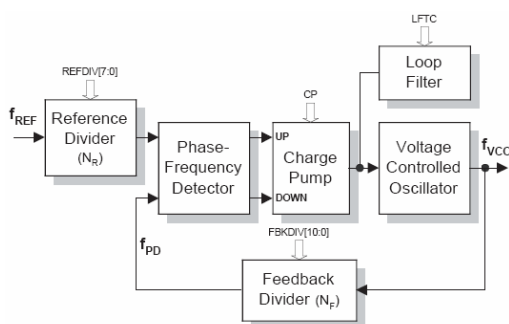 LFTC
REFDIV[7:0]
Loop
Filter
CP
fREF
Reference
Divider
(NR)
Phase-
Frequency
Detector
UP
DOWN
Charge
Pump
Voltage
Controlled
Oscillator
fVCO
fPD
FBKDIV[10:0]
Feedback
Divider (NF)